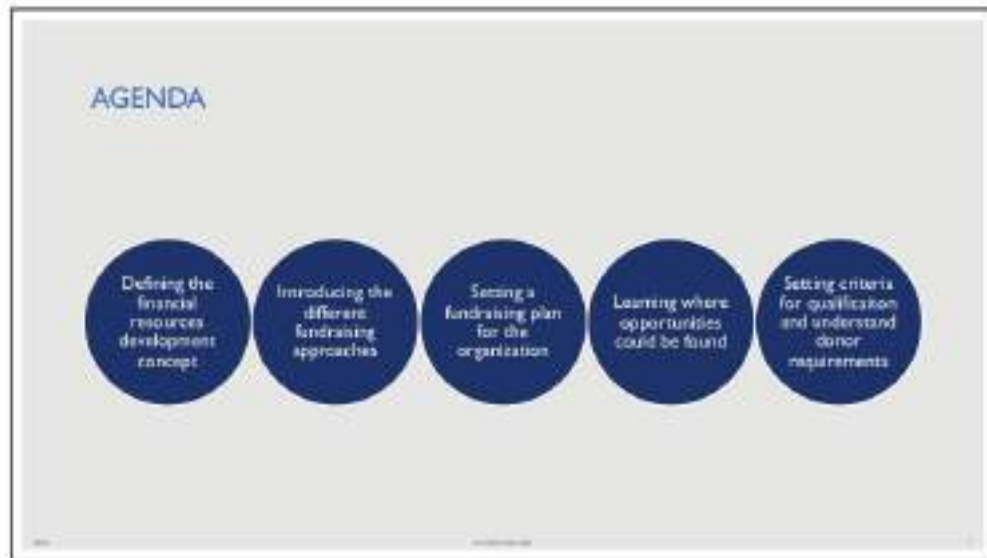 AGENDA
Defining the
financial
resources
development
concept
Introducing the
different
fundraising
approaches
Setting a
fundraising plan
for the
organization
Learning where
opportunities
could be found
Setting criteria
for qualification
and understand
donor
requirements